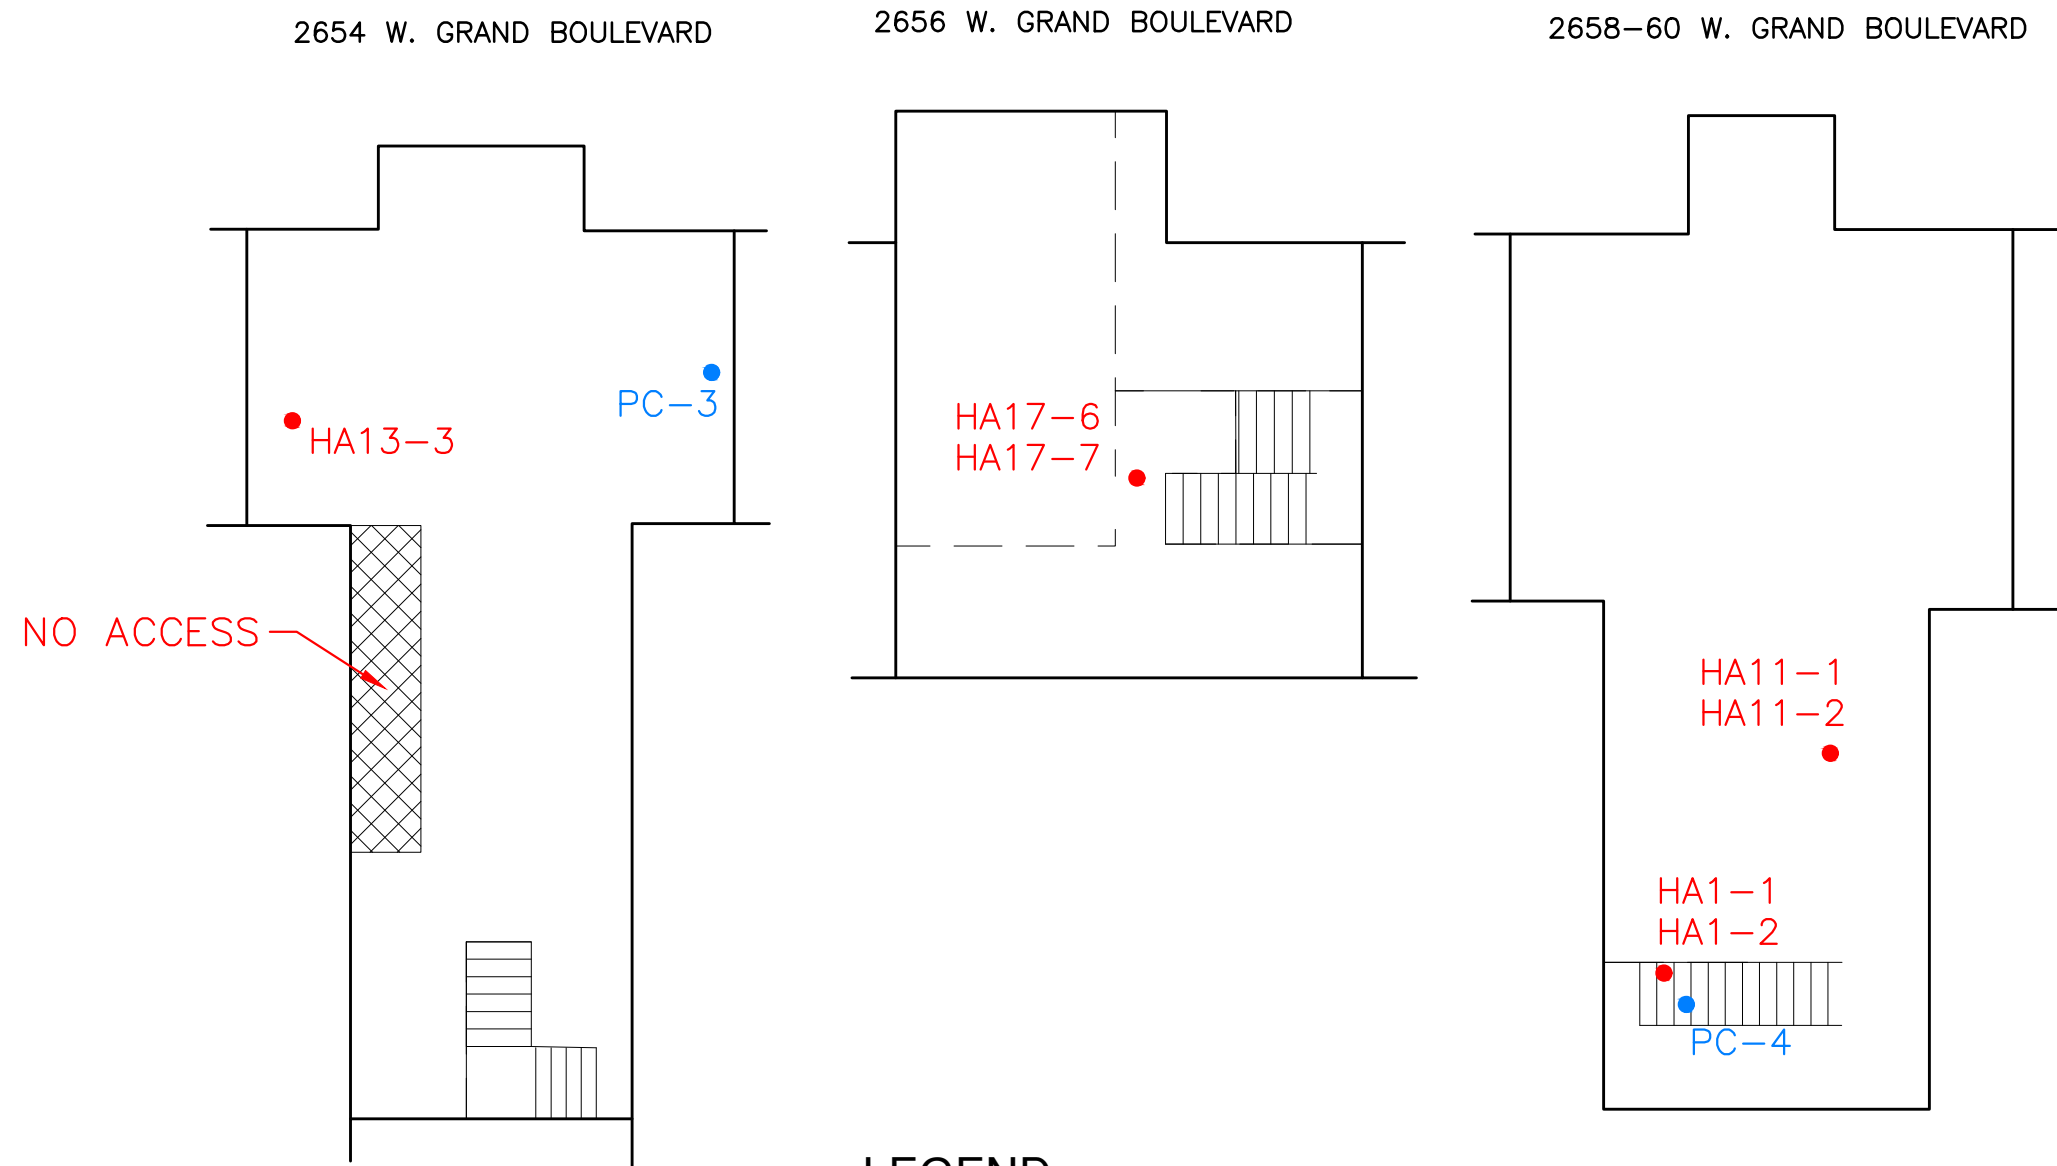 2654 W. GRAND BOULEVARD
2656 W. GRAND BOULEVARD
2658-60 W. GRAND BOULEVARD
PC-3
HA13-3
HA17-6
HA17-7
NO ACCESS
HA11-1
HA11-2
HA1-1
HA1-2
PC-4
LEGEND